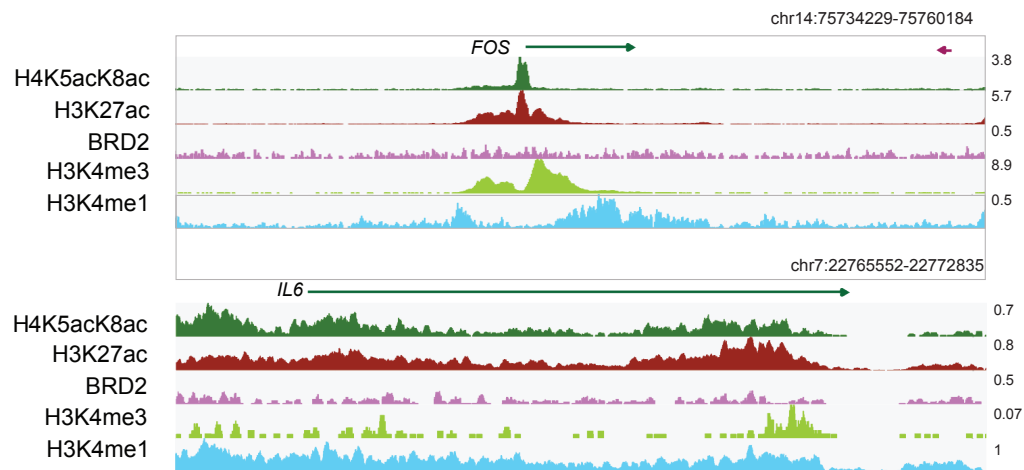 chr14:75734229-75760184
FOS
H4K5acK8ac 3.8
H3K27ac 5.7
BRD2 0.5
H3K4me3 8.9
H3K4me1 0.5
chr7:22765552-22772835
IL6
H4K5acK8ac 0.7
H3K27ac 0.8
BRD2 0.5
H3K4me3 0.07
H3K4me1 1